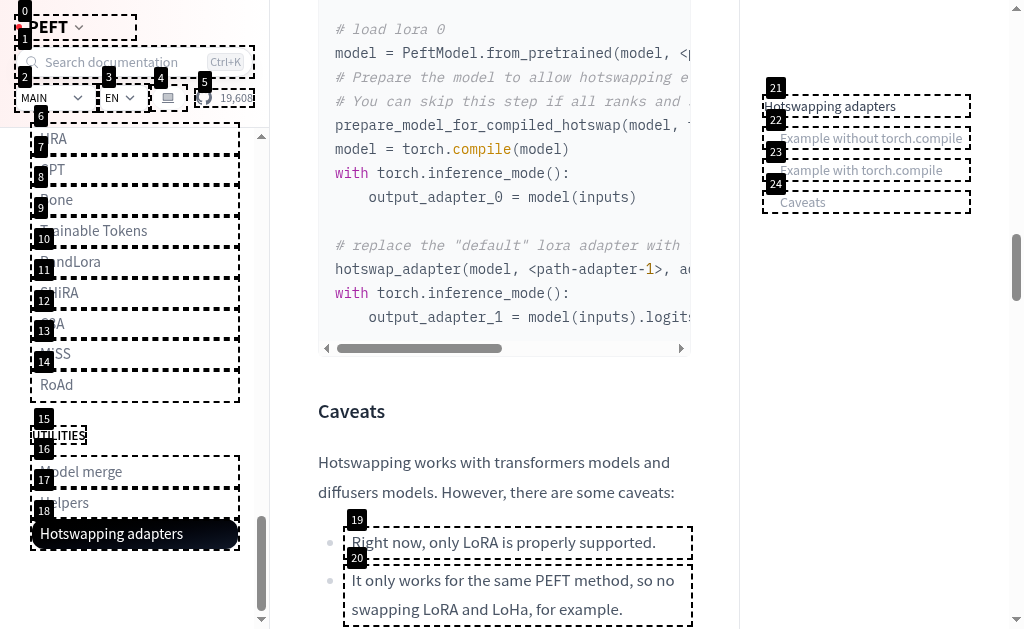 PEFT
Search documentation
Ctrl+K
MAIN
EN
19,608
0
1
2
3
4
5
6
7
8
9
10
11
12
13
14
Bone
Trainable Tokens
RandLora
SHiRA
C3A
MiSS
RoAd
15
UTILITIES
16
Model merge
17
Helpers
18
Hotswapping adapters
# load lora 0
model = PeftModel.from_pretrained(model, <p
# Prepare the model to allow hotswapping e
# You can skip this step if all ranks and
prepare_model_for_compiled_hotswap(model,
model = torch.compile(model)
with torch.inference_mode():
output_adapter_0 = model(inputs)
# replace the "default" lora adapter with
hotswap_adapter(model, <path-adapter-1>, ad
with torch.inference_mode():
output_adapter_1 = model(inputs).logits
Caveats
Hotswapping works with transformers models and
diffusers models. However, there are some caveats:
19
Right now, only LoRA is properly supported.
20
It only works for the same PEFT method, so no
swapping LoRA and LoHa, for example.
21
Hotswapping adapters
22
Example without torch.compile
23
Example with torch.compile
24
Caveats